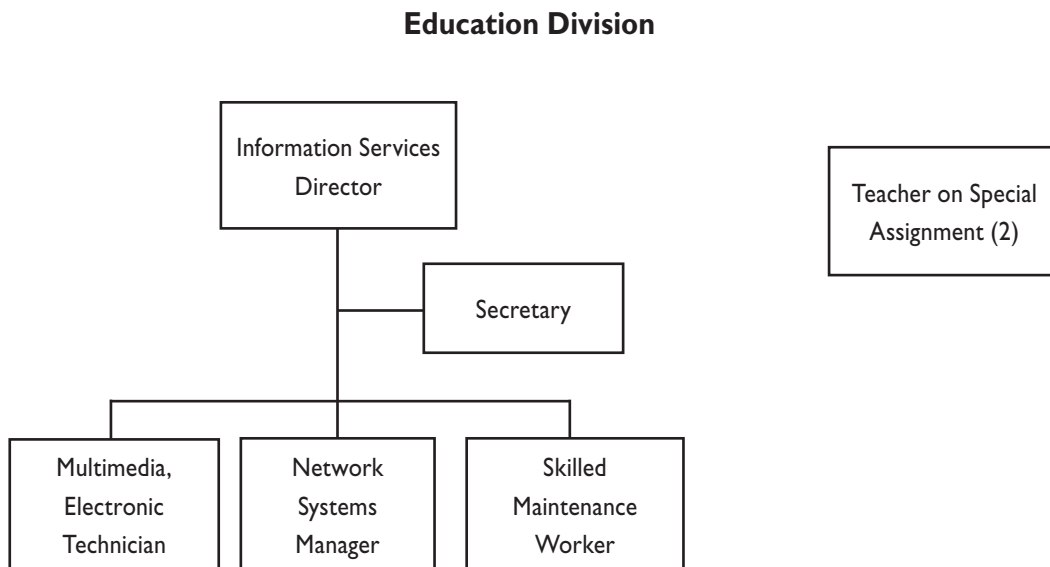 Education Division
Information Services
Director
Teacher on Special
Assignment (2)
Secretary
Multimedia,
Electronic
Technician
Network
Systems
Manager
Skilled
Maintenance
Worker